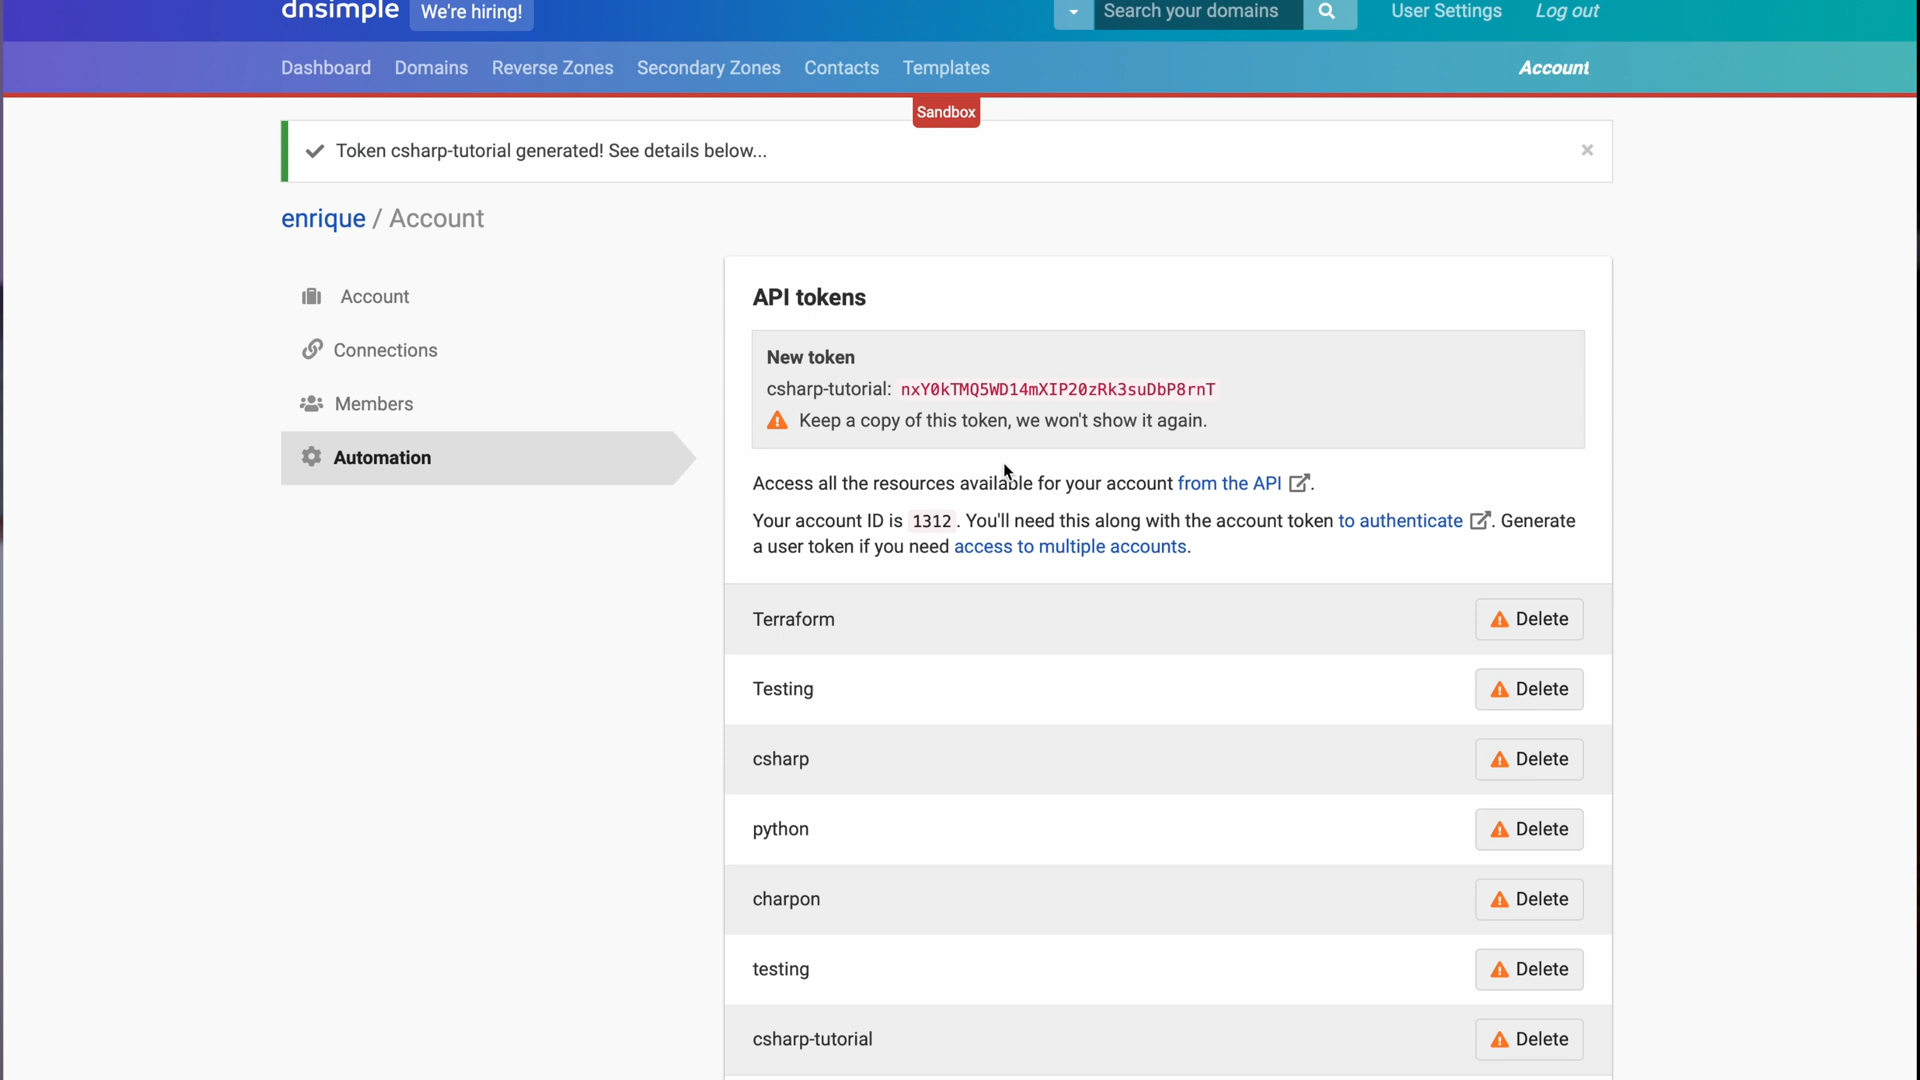 dnsimple We're hiring! Search your domains User Settings Log out
Dashboard Domains Reverse Zones Secondary Zones Contacts Templates Account
Sandbox
Token csharp-tutorial generated! See details below... ×
enrique / Account
Account
Connections
Members
Automation
API tokens
New token
csharp-tutorial: nxY0kTMQ5WD14mXIP20zRk3suDbP8rnT
Keep a copy of this token, we won't show it again.
Access all the resources available for your account from the API .
Your account ID is 1312 . You'll need this along with the account token to authenticate . Generate
a user token if you need access to multiple accounts.
Terraform Delete
Testing Delete
csharp Delete
python Delete
charpon Delete
testing Delete
csharp-tutorial Delete